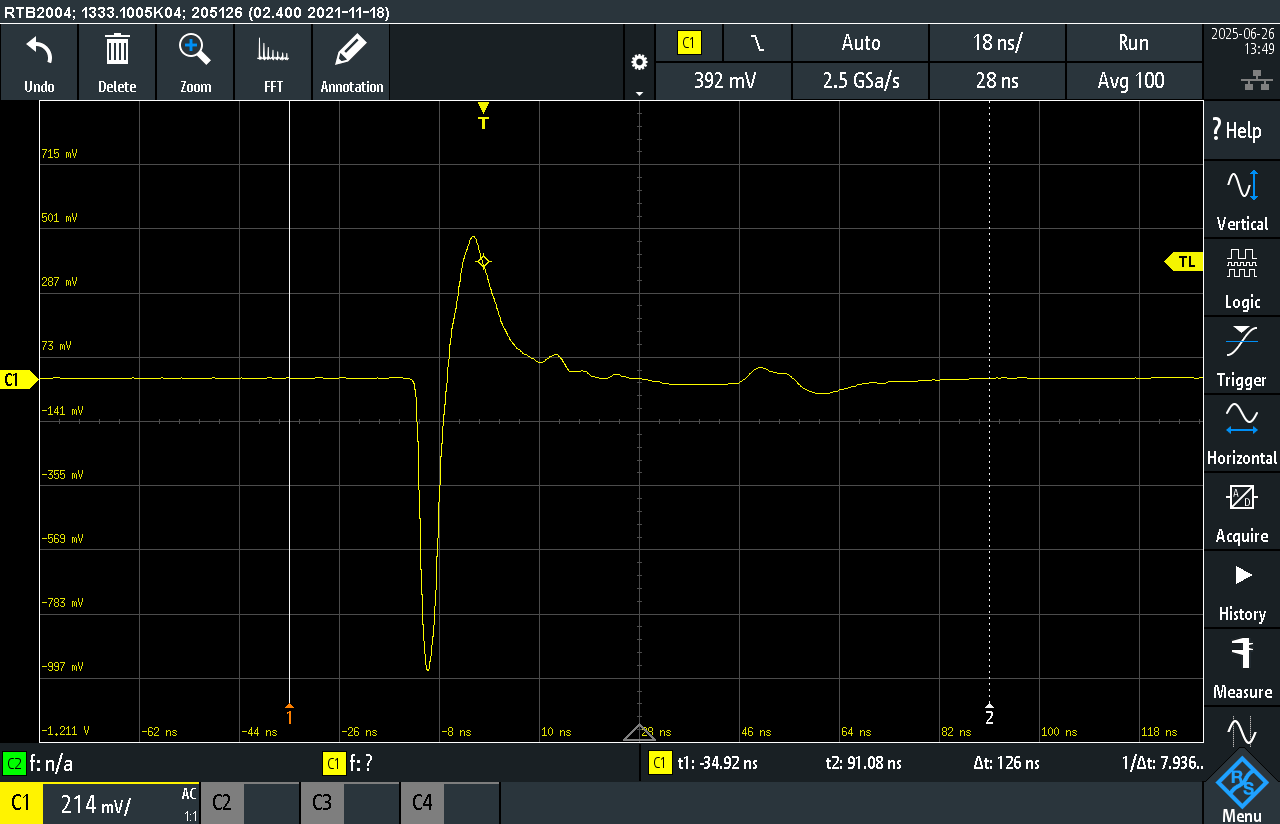 RTB2004; 1333.1005K04; 205126 (02.400 2021-11-18)
Undo
Delete
Zoom
FFT
Annotation
C1
Auto
18 ns/
Run
392 mV
2.5 GSa/s
28 ns
Avg 100
2025-06-26
13:49
? Help
Vertical
Logic
Trigger
Horizontal
A/D
Acquire
History
Measure
R&S
Menu
T
TL
C1
715 mV
501 mV
287 mV
73 mV
-141 mV
-355 mV
-569 mV
-783 mV
-997 mV
-1.211 V
1
2
-62 ns
-44 ns
-26 ns
-8 ns
10 ns
28 ns
46 ns
64 ns
82 ns
100 ns
118 ns
C2 f: n/a
C1 f: ?
C1 t1: -34.92 ns t2: 91.08 ns Δt: 126 ns 1/Δt: 7.936..
C1 214 mV/ AC
1:1
C2
C3
C4